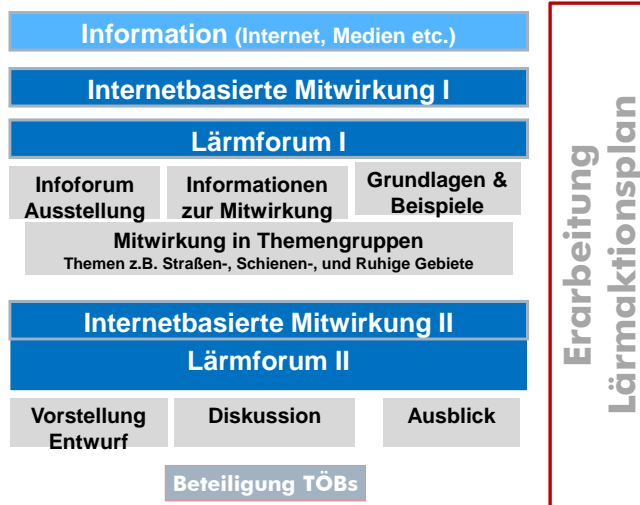 Information (Internet, Medien etc.)
Internetbasierte Mitwirkung I
Lärmforum I
Infoforum
Ausstellung
Informationen
zur Mitwirkung
Grundlagen &
Beispiele
Mitwirkung in Themengruppen
Themen z.B. Straßen-, Schienen-, und Ruhige Gebiete
Internetbasierte Mitwirkung II
Lärmforum II
Vorstellung
Entwurf
Diskussion
Ausblick
Beteiligung TÖBs
Erarbeitung
Lärmaktionsplan